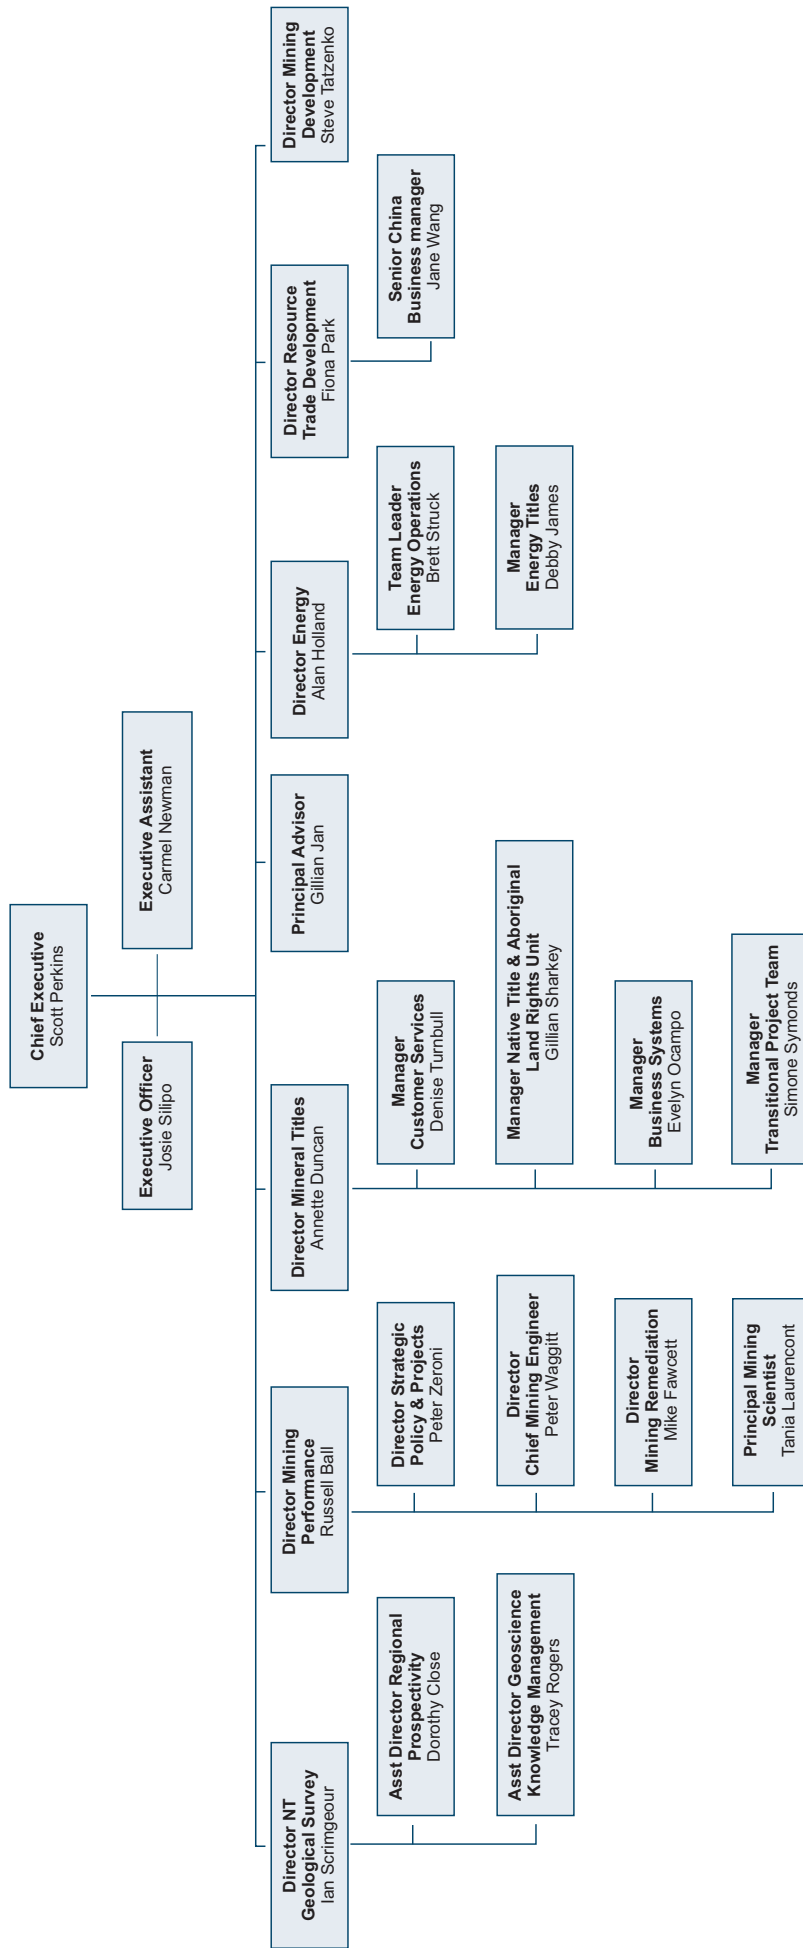 Chief Executive
Scott Perkins
Executive Officer
Josie Silipo
Executive Assistant
Carmel Newman
Director NT
Geological Survey
Ian Scrimgeour
Director Mining
Performance
Russell Ball
Director Mineral Titles
Annette Duncan
Principal Advisor
Gillian Jan
Director Energy
Alan Holland
Director Resource
Trade Development
Fiona Park
Director Mining
Development
Steve Tatzenko
Asst Director Regional
Prospectivity
Dorothy Close
Director Strategic
Policy & Projects
Peter Zeroni
Manager
Customer Services
Denise Turnbull
Team Leader
Energy Operations
Brett Struck
Senior China
Business manager
Jane Wang
Asst Director Geoscience
Knowledge Management
Tracey Rogers
Director
Chief Mining Engineer
Peter Waggitt
Manager Native Title & Aboriginal
Land Rights Unit
Gillian Sharkey
Manager
Energy Titles
Debby James
Director
Mining Remediation
Mike Fawcett
Manager
Business Systems
Evelyn Ocampo
Principal Mining
Scientist
Tania Laurencont
Manager
Transitional Project Team
Simone Symonds